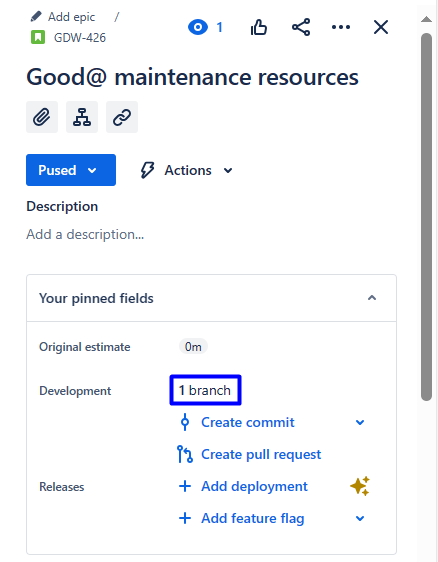 Add epic /
GDW-426
1
Good@ maintenance resources
Pused
Actions
Description
Add a description...
Your pinned fields
Original estimate 0m
Development 1 branch
Create commit
Create pull request
Releases Add deployment
Add feature flag